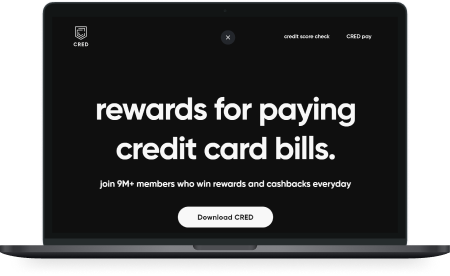 CRED
credit score check
CRED pay
rewards for paying
credit card bills.
join 9M+ members who win rewards and cashbacks everyday
Download CRED